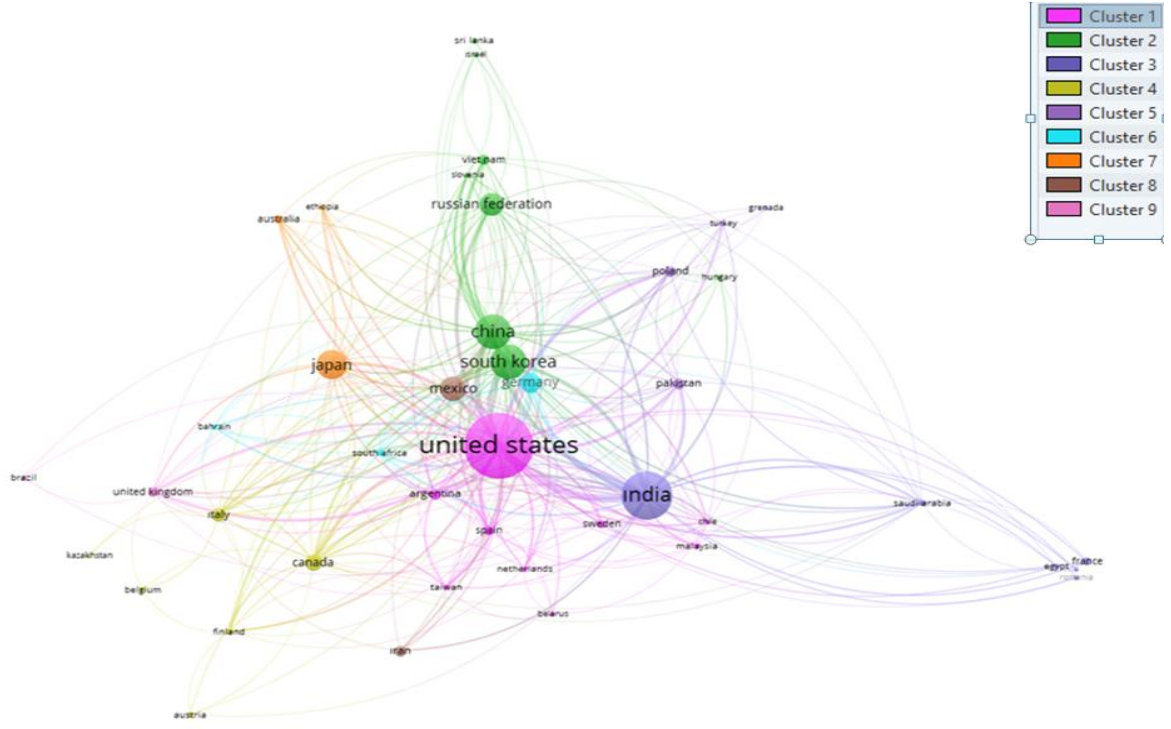 Cluster 1
Cluster 2
Cluster 3
Cluster 4
Cluster 5
Cluster 6
Cluster 7
Cluster 8
Cluster 9
sri lanka
israel
viet nam
slovenia
russian federation
ethiopia
australia
grenada
turkey
poland
hungary
china
south korea
japan
germany
mexico
pakistan
bahrain
united states
south africa
brazil
united kingdom
argentina
india
italy
saudi arabia
spain
sweden
chile
malaysia
kazakhstan
canada
netherlands
france
egypt
romania
belgium
taiwan
belarus
finland
iran
austria